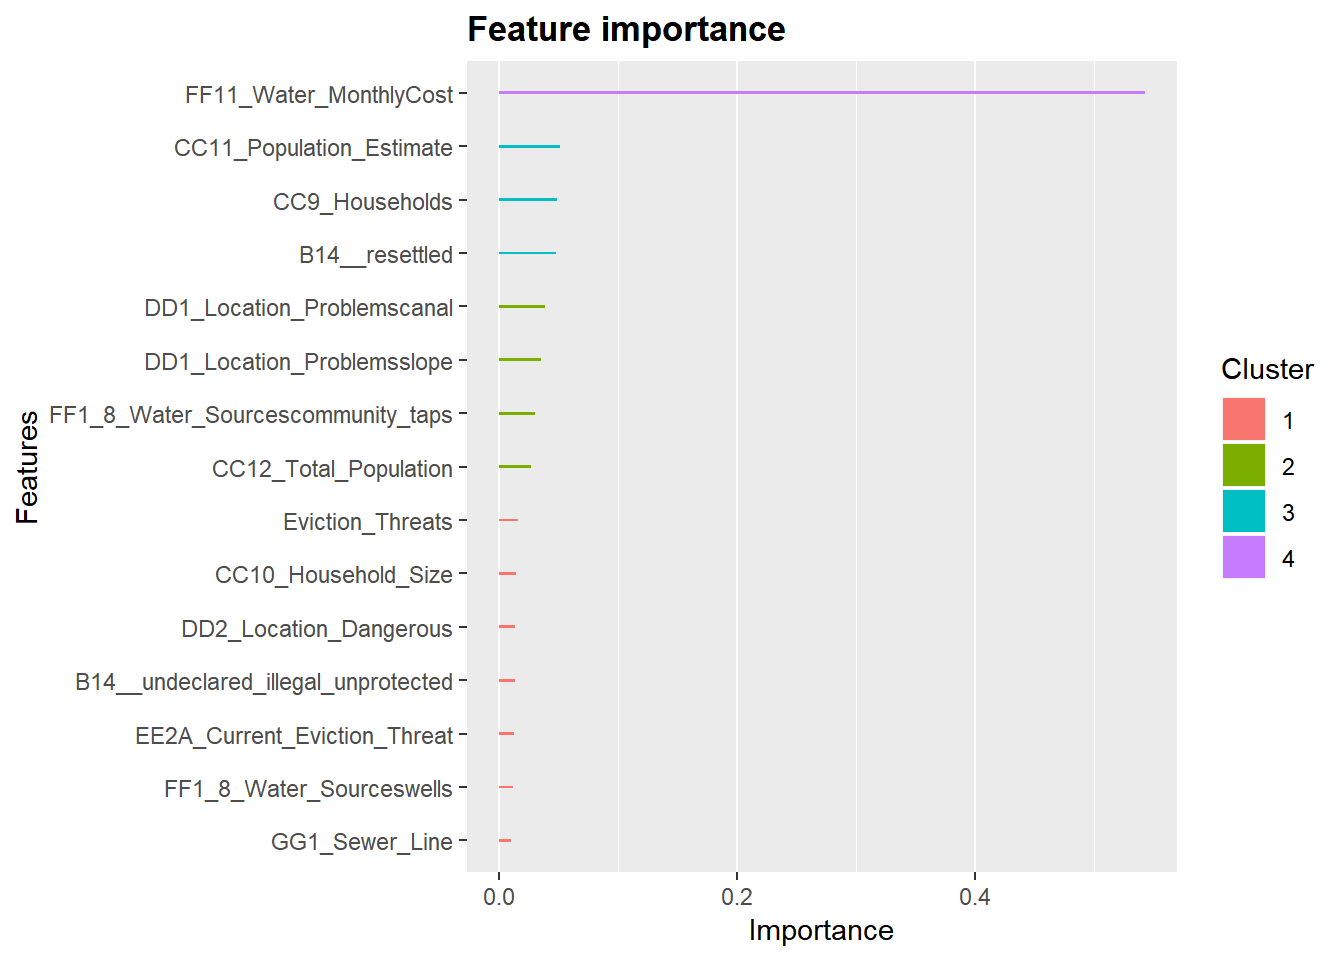 Feature importance
FF11_Water_MonthlyCost
CC11_Population_Estimate
CC9_Households
B14__resettled
DD1_Location_Problemscanal
DD1_Location_Problemsslope
FF1_8_Water_Sourcescommunity_taps
CC12_Total_Population
Eviction_Threats
CC10_Household_Size
DD2_Location_Dangerous
B14__undeclared_illegal_unprotected
EE2A_Current_Eviction_Threat
FF1_8_Water_Sourceswells
GG1_Sewer_Line
Features
0.0 0.2 0.4
Importance
Cluster
1
2
3
4